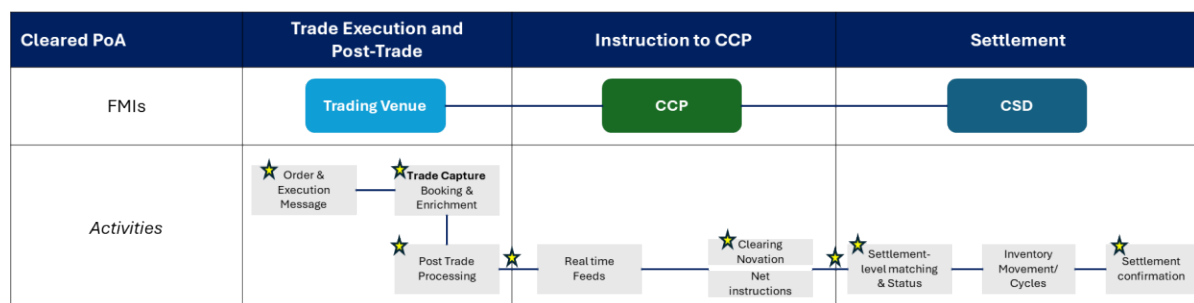 Cleared PoA
Trade Execution and
Post-Trade
Instruction to CCP
Settlement
FMIs
Trading Venue
CCP
CSD
Activities
Order &
Execution
Message
Trade Capture
Booking &
Enrichment
Post Trade
Processing
Real time
Feeds
Clearing
Novation
Net
instructions
Settlement-
level matching
& Status
Inventory
Movement/
Cycles
Settlement
confirmation